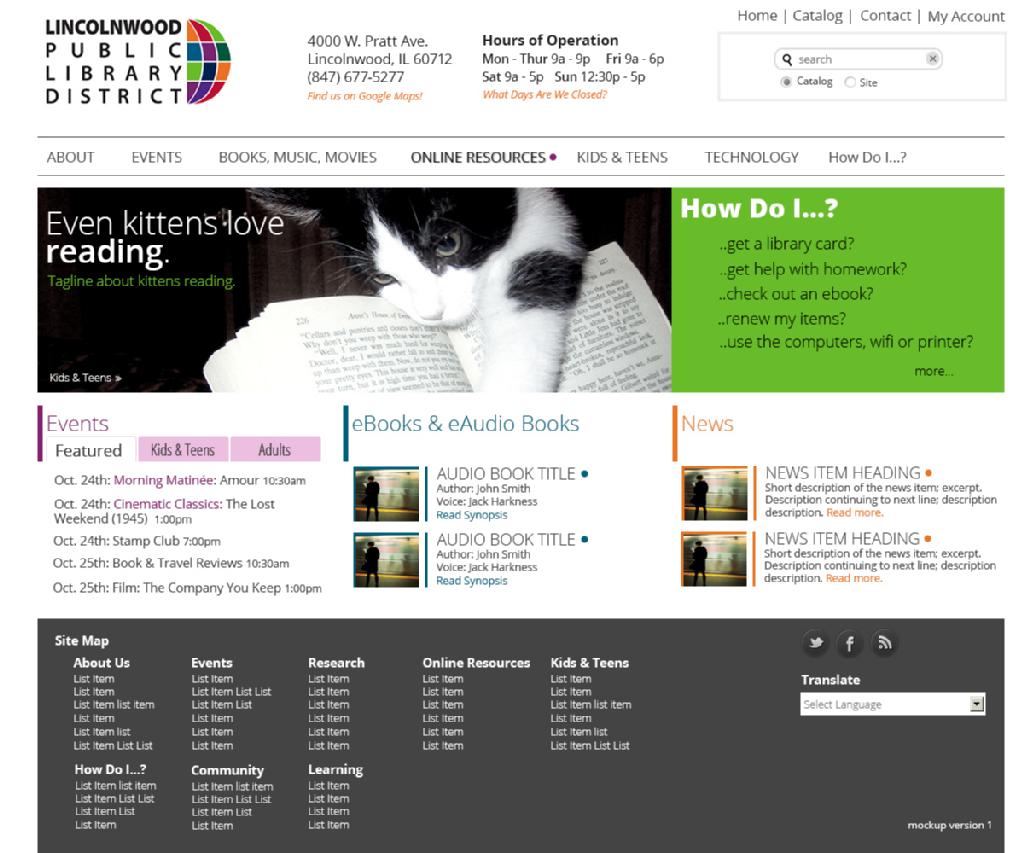 Home | Catalog | Contact | My Account
LINCOLNWOOD
PUBLIC
LIBRARY
DISTRICT
4000 W. Pratt Ave.
Lincolnwood, IL 60712
(847) 677-5277
Find us on Google Maps!
Hours of Operation
Mon - Thur 9a - 9p Fri 9a - 6p
Sat 9a - 5p Sun 12:30p - 5p
What Days Are We Closed?
search
Catalog Site
ABOUT EVENTS BOOKS, MUSIC, MOVIES ONLINE RESOURCES • KIDS & TEENS TECHNOLOGY How Do I...?
Even kittens love
reading.
Tagline about kittens reading.
226
Kids & Teens »
How Do I...?
..get a library card?
..get help with homework?
..check out an ebook?
..renew my items?
..use the computers, wifi or printer?
more...
Events
Featured Kids & Teens Adults
Oct. 24th: Morning Matinée: Amour 10:30am
Oct. 24th: Cinematic Classics: The Lost
Weekend (1945) 1:00pm
Oct. 24th: Stamp Club 7:00pm
Oct. 25th: Book & Travel Reviews 10:30am
Oct. 25th: Film: The Company You Keep 1:00pm
eBooks & eAudio Books
AUDIO BOOK TITLE •
Author: John Smith
Voice: Jack Harkness
Read Synopsis
AUDIO BOOK TITLE •
Author: John Smith
Voice: Jack Harkness
Read Synopsis
News
NEWS ITEM HEADING •
Short description of the news item; excerpt.
Description continuing to next line; description
description. Read more.
NEWS ITEM HEADING •
Short description of the news item; excerpt.
Description continuing to next line; description
description. Read more.
Site Map
About Us
List Item
List Item
List Item list item
List Item
List Item list
List Item List List
Events
List Item
List Item List List
List Item List
List Item
List Item
List Item
Research
List Item
List Item
List Item
List Item
List Item
List Item
Online Resources
List Item
List Item
List Item
List Item
List Item
List Item
Kids & Teens
List Item
List Item
List Item list item
List Item
List Item list
List Item List List
How Do I...?
List Item list item
List Item List List
List Item List
List Item
Community
List Item list item
List Item List List
List Item List
List Item
Learning
List Item
List Item
List Item
List Item
Translate
Select Language
mockup version 1